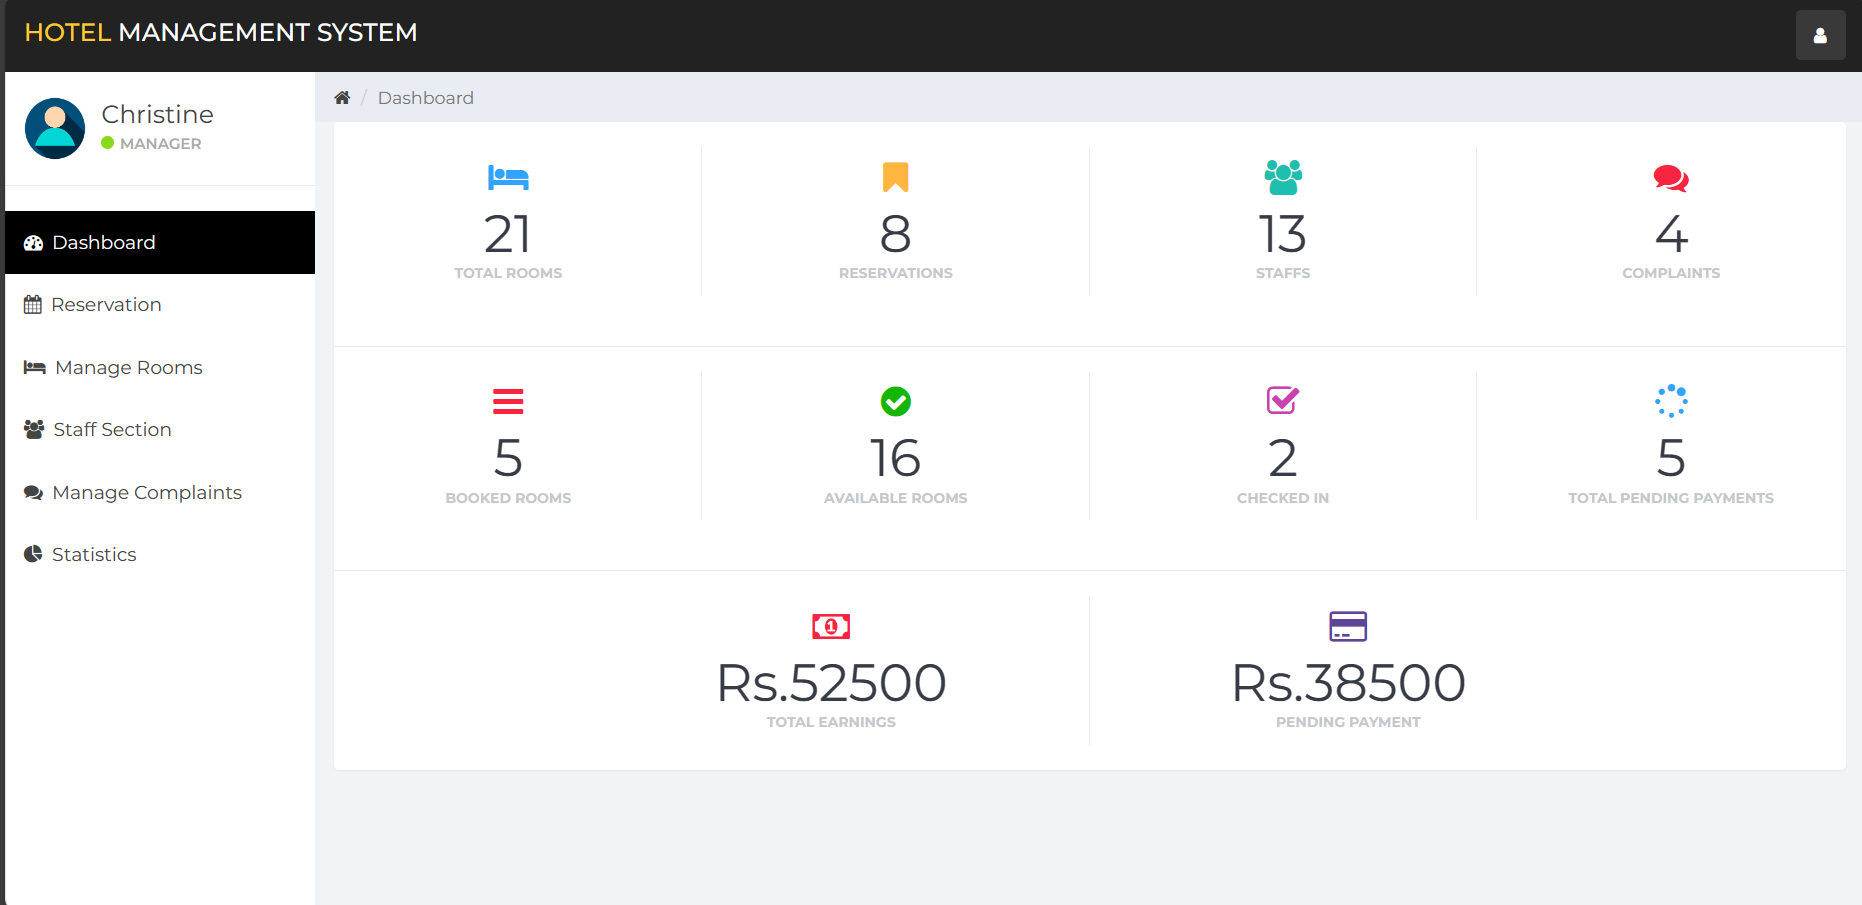 HOTEL MANAGEMENT SYSTEM
Christine
MANAGER
Dashboard
Reservation
Manage Rooms
Staff Section
Manage Complaints
Statistics
/ Dashboard
21
TOTAL ROOMS
8
RESERVATIONS
13
STAFFS
4
COMPLAINTS
5
BOOKED ROOMS
16
AVAILABLE ROOMS
2
CHECKED IN
5
TOTAL PENDING PAYMENTS
Rs.52500
TOTAL EARNINGS
Rs.38500
PENDING PAYMENT